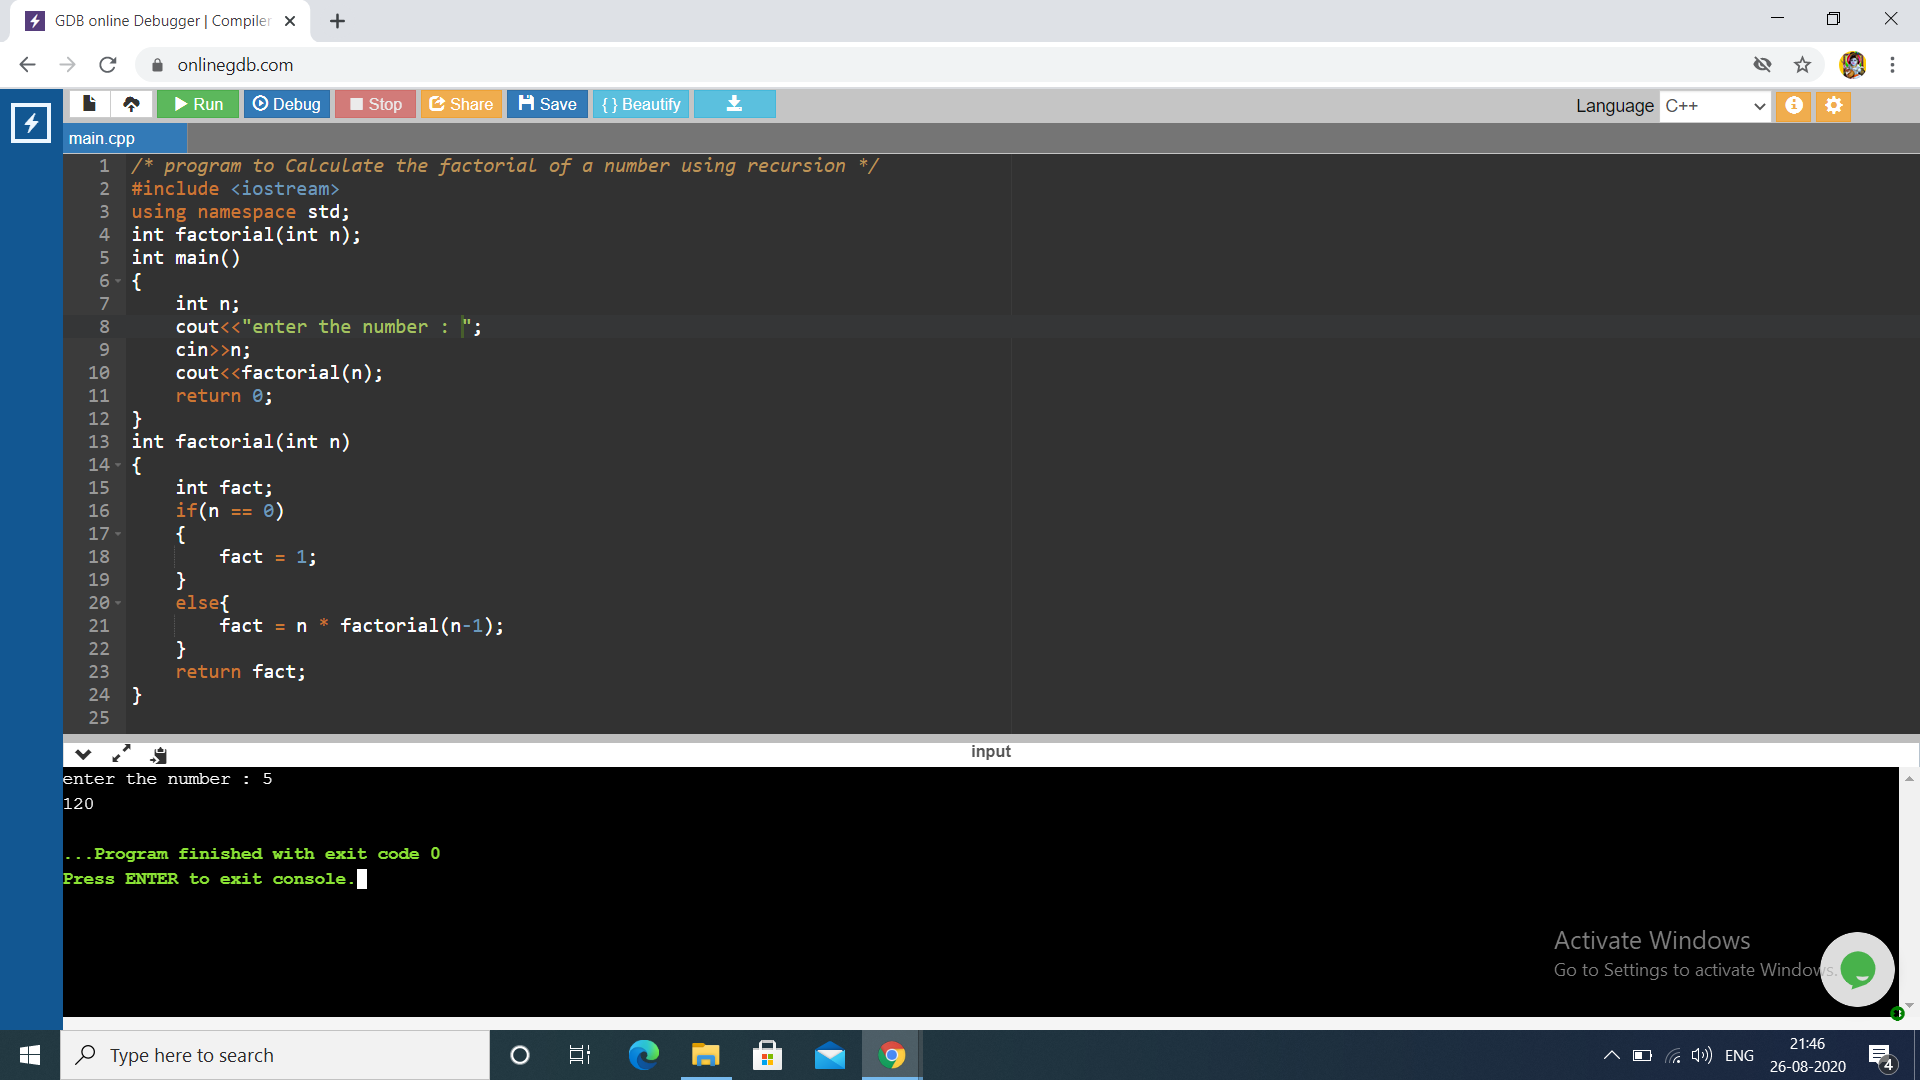 GDB online Debugger | Compiler
onlinegdb.com
Run Debug Stop Share Save { } Beautify Language C++
main.cpp
1 /* program to Calculate the factorial of a number using recursion */
2 #include <iostream>
3 using namespace std;
4 int factorial(int n);
5 int main()
6 {
7     int n;
8     cout<<"enter the number : ";
9     cin>>n;
10     cout<<factorial(n);
11     return 0;
12 }
13 int factorial(int n)
14 {
15     int fact;
16     if(n == 0)
17     {
18         fact = 1;
19     }
20     else{
21         fact = n * factorial(n-1);
22     }
23     return fact;
24 }
25
input
enter the number : 5
120
...Program finished with exit code 0
Press ENTER to exit console.
Activate Windows
Go to Settings to activate Windows.
Type here to search
ENG
21:46
26-08-2020
4